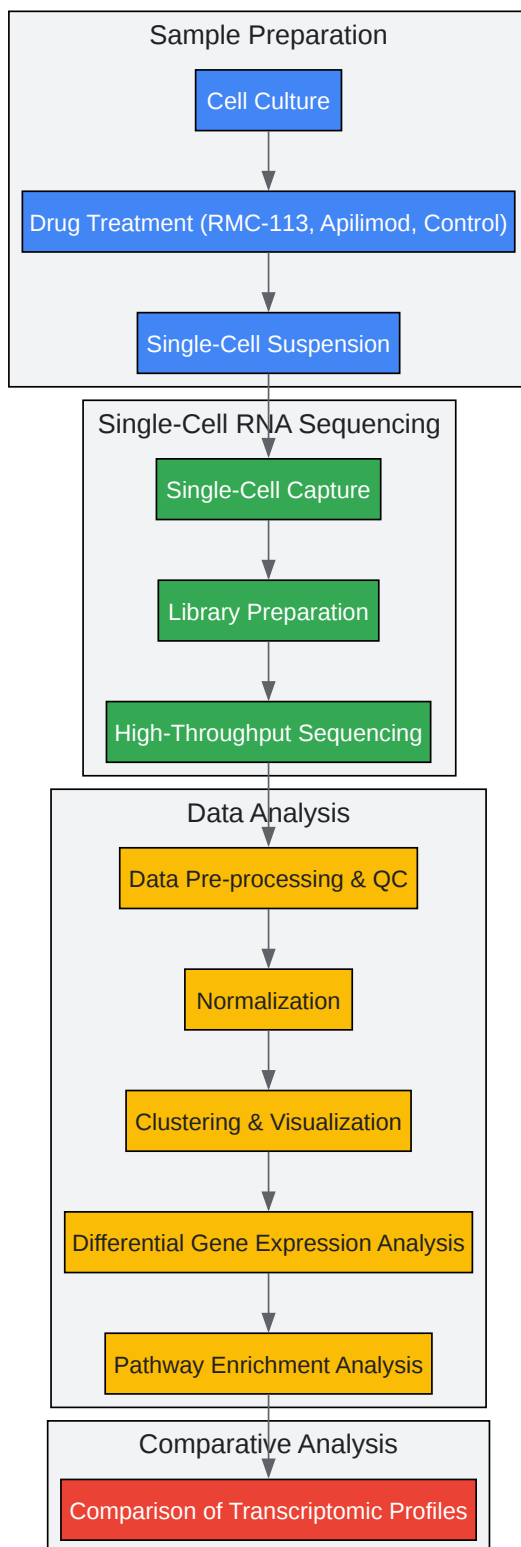 Sample Preparation
Cell Culture
Drug Treatment (RMC-113, Apilimod, Control)
Single-Cell Suspension
Single-Cell RNA Sequencing
Single-Cell Capture
Library Preparation
High-Throughput Sequencing
Data Analysis
Data Pre-processing & QC
Normalization
Clustering & Visualization
Differential Gene Expression Analysis
Pathway Enrichment Analysis
Comparative Analysis
Comparison of Transcriptomic Profiles